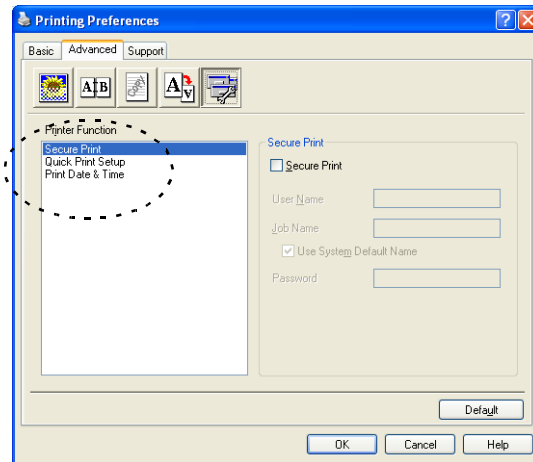 Printing Preferences
Basic
Advanced
Support
A B
A
A
Printer Function
Secure Print
Quick Print Setup
Print Date & Time
Secure Print
Secure Print
User Name
Job Name
Use System Default Name
Password
Default
OK
Cancel
Help